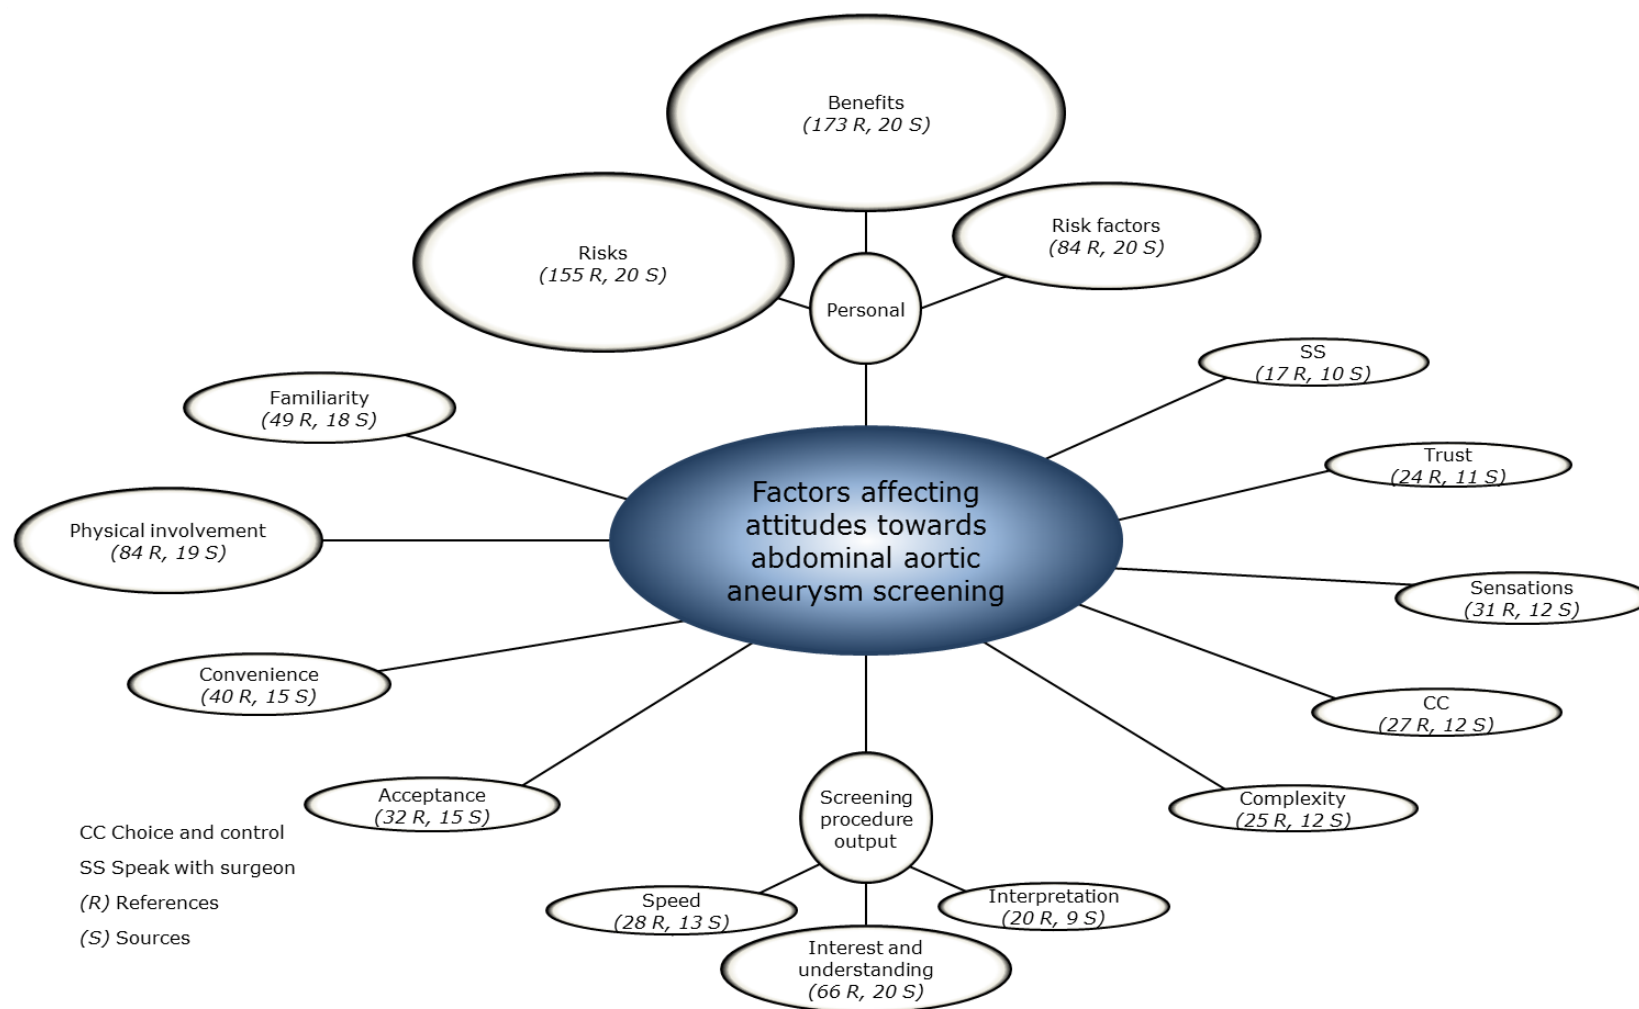 Benefits
(173 R, 20 S)
Risk factors
(84 R, 20 S)
Risks
(155 R, 20 S)
Personal
SS
(17 R, 10 S)
Familiarity
(49 R, 18 S)
Trust
(24 R, 11 S)
Factors affecting
attitudes towards
abdominal aortic
aneurysm screening
Physical involvement
(84 R, 19 S)
Sensations
(31 R, 12 S)
Convenience
(40 R, 15 S)
CC
(27 R, 12 S)
Acceptance
(32 R, 15 S)
Screening
procedure
output
Complexity
(25 R, 12 S)
Speed
(28 R, 13 S)
Interpretation
(20 R, 9 S)
Interest and
understanding
(66 R, 20 S)
CC Choice and control
SS Speak with surgeon
(R) References
(S) Sources